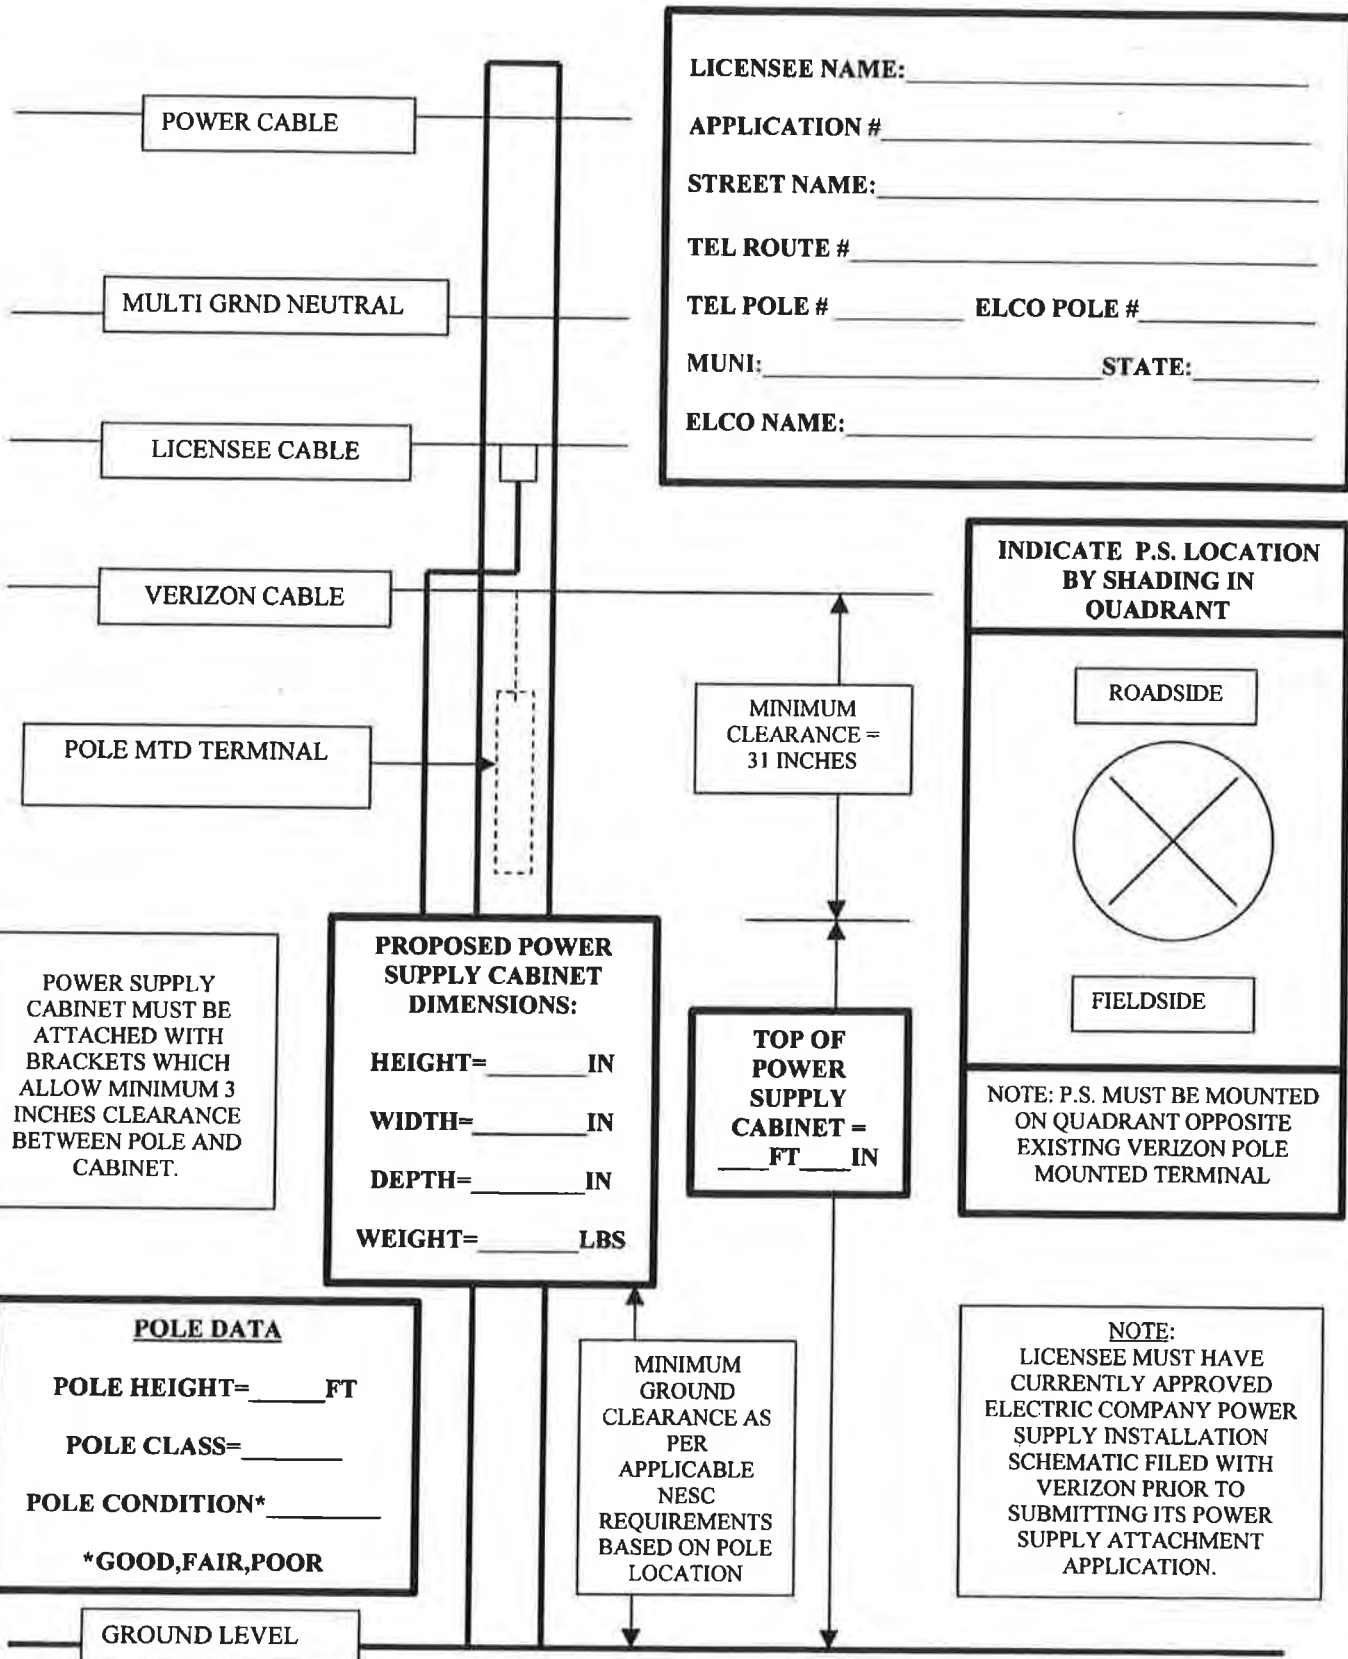 LICENSEE NAME:
APPLICATION #
STREET NAME:
TEL ROUTE #
TEL POLE # ELCO POLE #
MUNI: STATE:
ELCO NAME:
POWER CABLE
MULTI GRND NEUTRAL
LICENSEE CABLE
VERIZON CABLE
POLE MTD TERMINAL
MINIMUM
CLEARANCE =
31 INCHES
INDICATE P.S. LOCATION
BY SHADING IN
QUADRANT
ROADSIDE
FIELDSIDE
NOTE: P.S. MUST BE MOUNTED
ON QUADRANT OPPOSITE
EXISTING VERIZON POLE
MOUNTED TERMINAL
POWER SUPPLY
CABINET MUST BE
ATTACHED WITH
BRACKETS WHICH
ALLOW MINIMUM 3
INCHES CLEARANCE
BETWEEN POLE AND
CABINET.
PROPOSED POWER
SUPPLY CABINET
DIMENSIONS:
HEIGHT= IN
WIDTH= IN
DEPTH= IN
WEIGHT= LBS
TOP OF
POWER
SUPPLY
CABINET =
FT IN
POLE DATA
POLE HEIGHT= FT
POLE CLASS=
POLE CONDITION*
*GOOD,FAIR,POOR
MINIMUM
GROUND
CLEARANCE AS
PER
APPLICABLE
NESC
REQUIREMENTS
BASED ON POLE
LOCATION
NOTE:
LICENSEE MUST HAVE
CURRENTLY APPROVED
ELECTRIC COMPANY POWER
SUPPLY INSTALLATION
SCHEMATIC FILED WITH
VERIZON PRIOR TO
SUBMITTING ITS POWER
SUPPLY ATTACHMENT
APPLICATION.
GROUND LEVEL